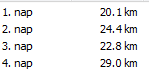 1. nap 20.1 km
2. nap 24.4 km
3. nap 22.8 km
4. nap 29.0 km